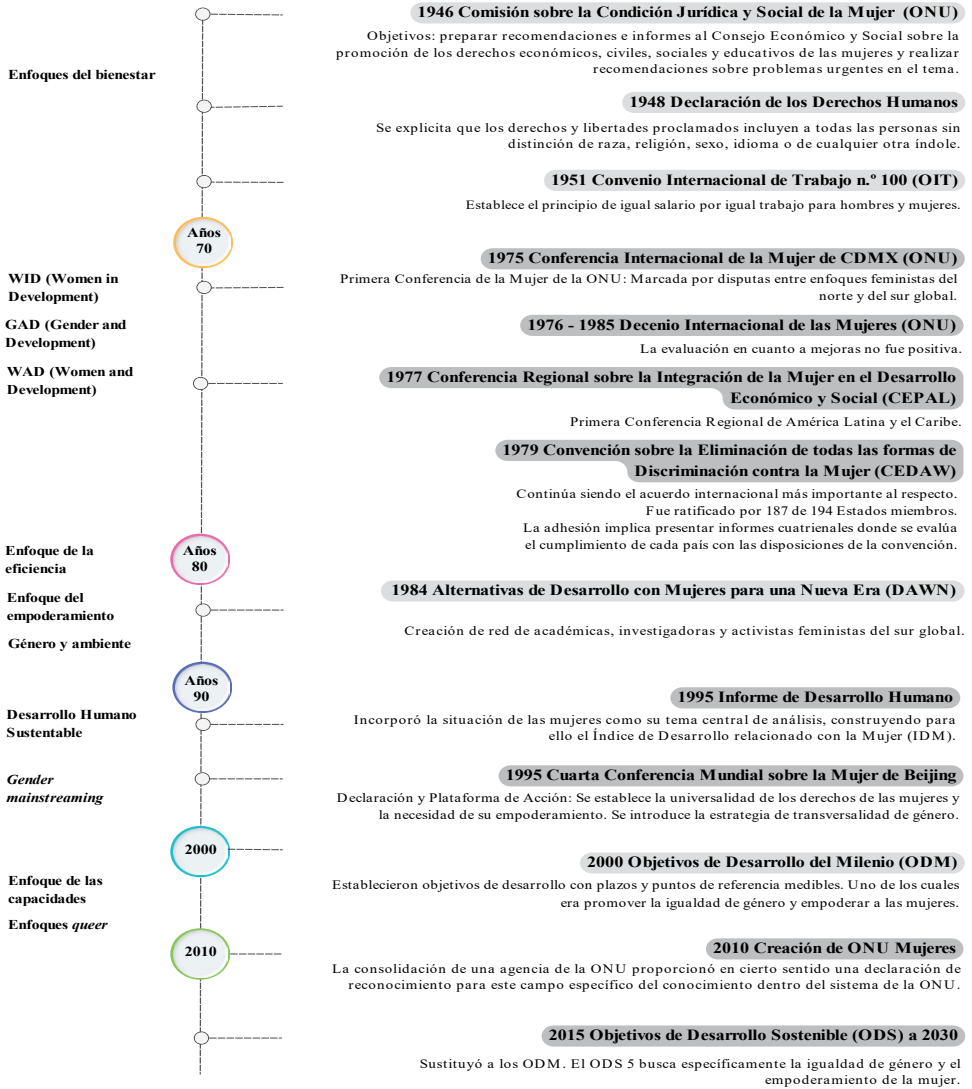 1946 Comisión sobre la Condición Jurídica y Social de la Mujer (ONU)
Objetivos: preparar recomendaciones e informes al Consejo Económico y Social sobre la
promoción de los derechos económicos, civiles, sociales y educativos de las mujeres y realizar
recomendaciones sobre problemas urgentes en el tema.
Enfoques del bienestar
1948 Declaración de los Derechos Humanos
Se explicita que los derechos y libertades proclamados incluyen a todas las personas sin
distinción de raza, religión, sexo, idioma o de cualquier otra índole.
1951 Convenio Internacional de Trabajo n.º 100 (OIT)
Establece el principio de igual salario por igual trabajo para hombres y mujeres.
Años
70
1975 Conferencia Internacional de la Mujer de CDMX (ONU)
Primera Conferencia de la Mujer de la ONU: Marcada por disputas entre enfoques feministas del
norte y del sur global.
WID (Women in
Development)
GAD (Gender and
Development)
1976 - 1985 Decenio Internacional de las Mujeres (ONU)
La evaluación en cuanto a mejoras no fue positiva.
WAD (Women and
Development)
1977 Conferencia Regional sobre la Integración de la Mujer en el Desarrollo
Económico y Social (CEPAL)
Primera Conferencia Regional de América Latina y el Caribe.
1979 Convención sobre la Eliminación de todas las formas de
Discriminación contra la Mujer (CEDAW)
Continúa siendo el acuerdo internacional más importante al respecto.
Fue ratificado por 187 de 194 Estados miembros.
La adhesión implica presentar informes cuatrienales donde se evalúa
el cumplimiento de cada país con las disposiciones de la convención.
Enfoque de la
eficiencia
Años
80
Enfoque del
empoderamiento
1984 Alternativas de Desarrollo con Mujeres para una Nueva Era (DAWN)
Creación de red de académicas, investigadoras y activistas feministas del sur global.
Género y ambiente
Años
90
1995 Informe de Desarrollo Humano
Incorporó la situación de las mujeres como su tema central de análisis, construyendo para
ello el Índice de Desarrollo relacionado con la Mujer (IDM).
Desarrollo Humano
Sustentable
Gender
mainstreaming
1995 Cuarta Conferencia Mundial sobre la Mujer de Beijing
Declaración y Plataforma de Acción: Se establece la universalidad de los derechos de las mujeres y
la necesidad de su empoderamiento. Se introduce la estrategia de transversalidad de género.
2000
2000 Objetivos de Desarrollo del Milenio (ODM)
Establecieron objetivos de desarrollo con plazos y puntos de referencia medibles. Uno de los cuales
era promover la igualdad de género y empoderar a las mujeres.
Enfoque de las
capacidades
Enfoques queer
2010
2010 Creación de ONU Mujeres
La consolidación de una agencia de la ONU proporcionó en cierto sentido una declaración de
reconocimiento para este campo específico del conocimiento dentro del sistema de la ONU.
2015 Objetivos de Desarrollo Sostenible (ODS) a 2030
Sustituyó a los ODM. El ODS 5 busca específicamente la igualdad de género y el
empoderamiento de la mujer.